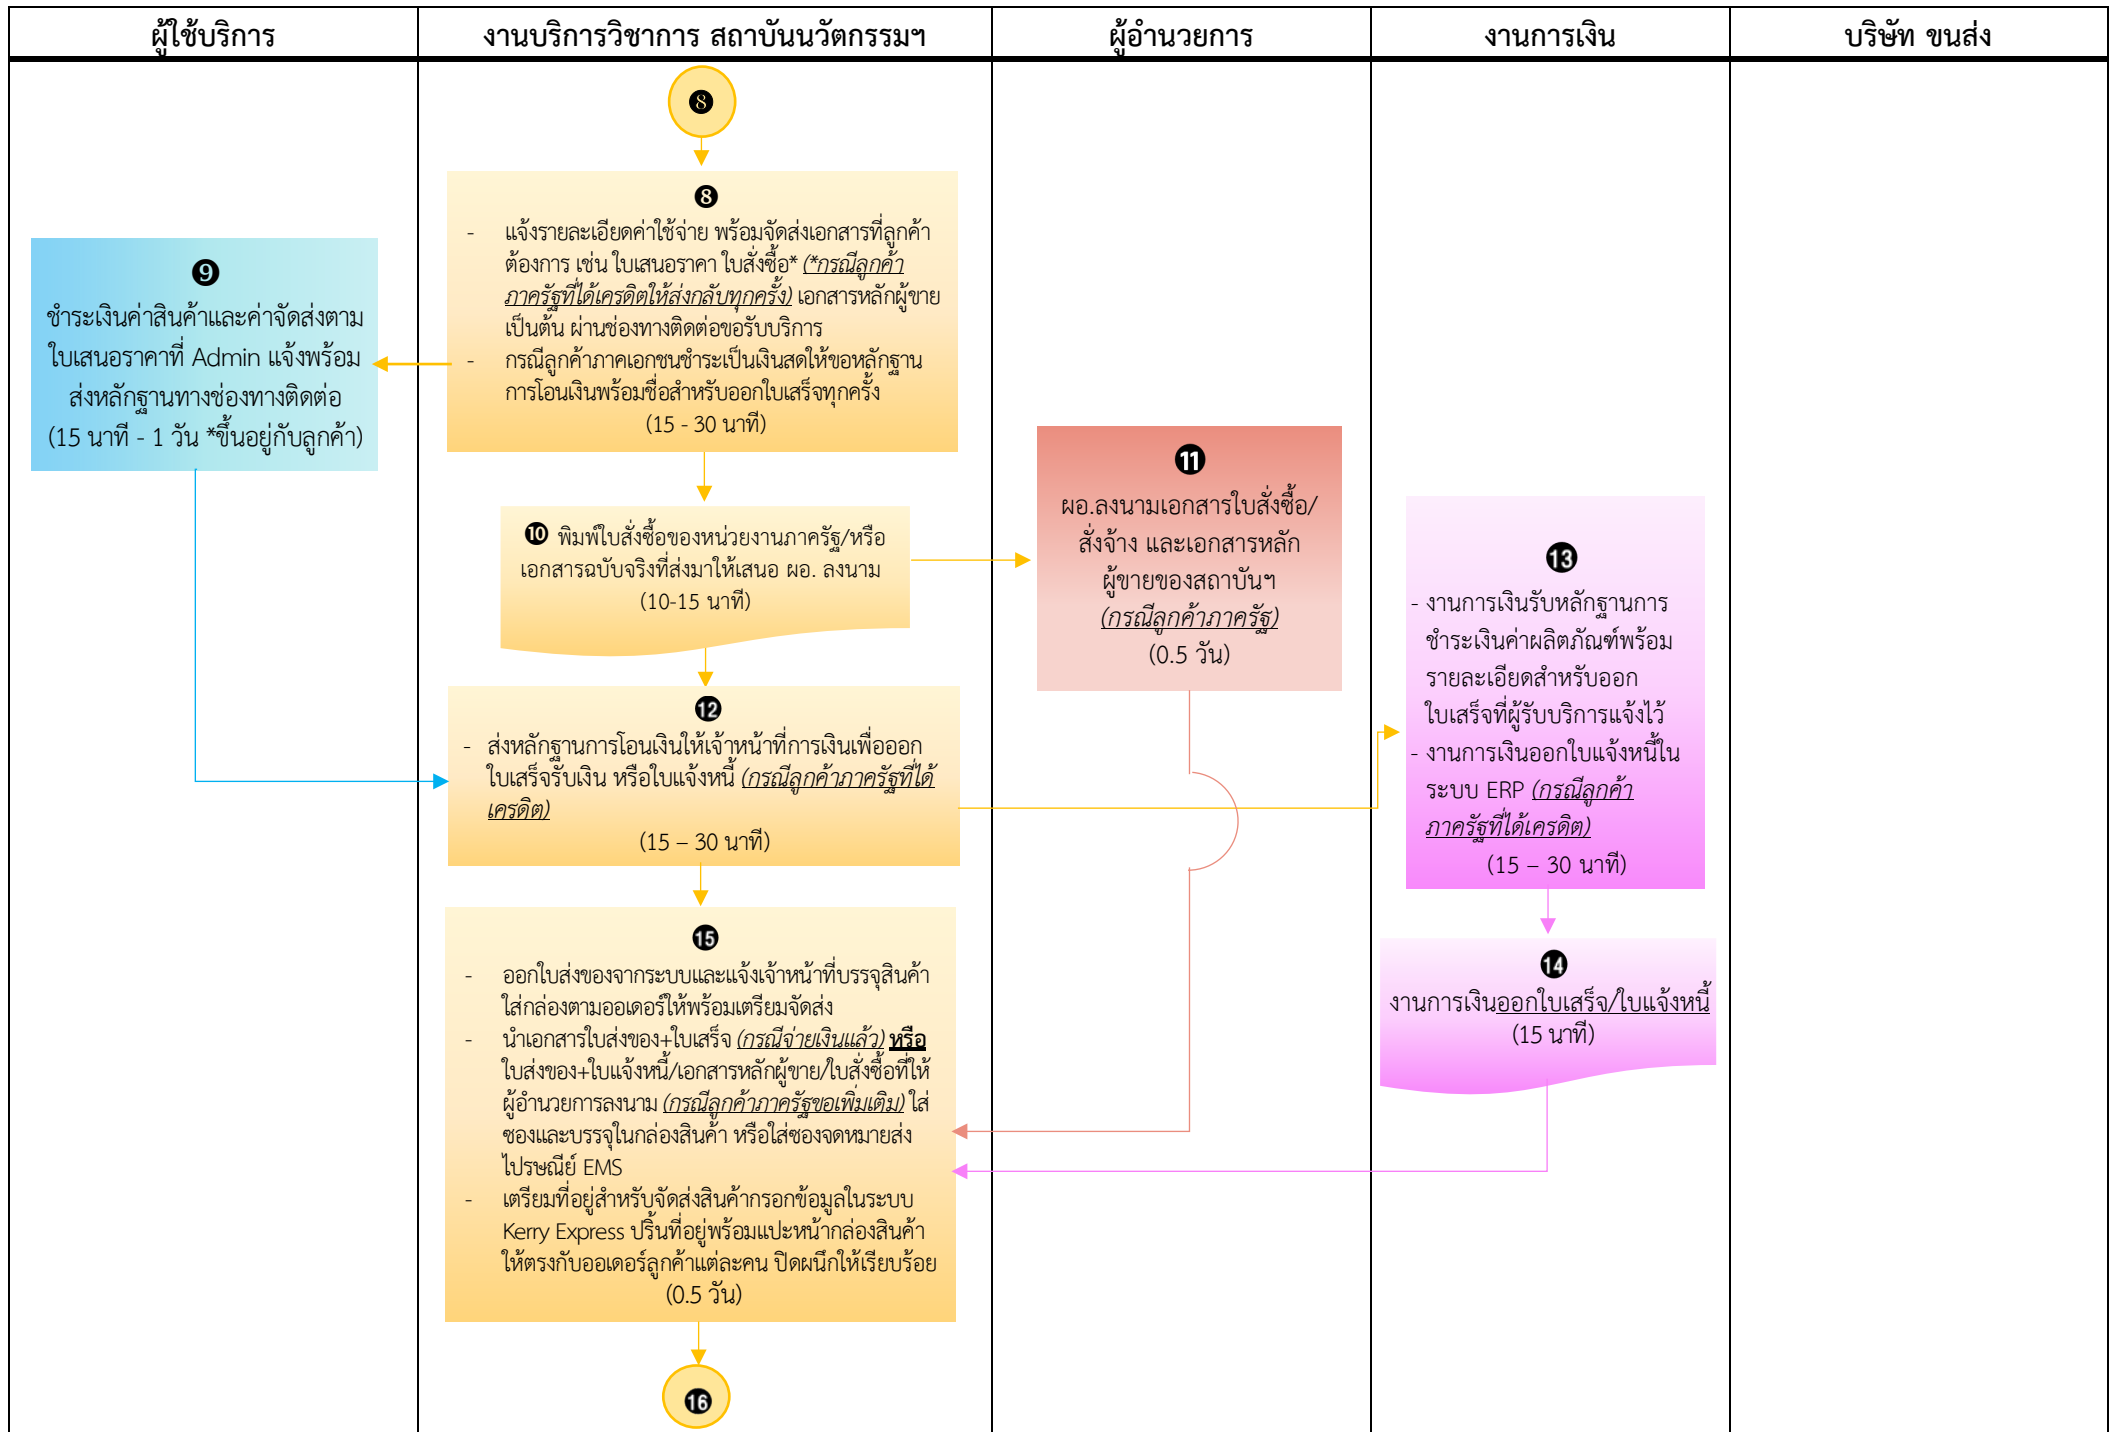 ผู้ใช้บริการ
งานบริการวิชาการ สถาบันนวัตกรรมฯ
ผู้อำนวยการ
งานการเงิน
บริษัท ขนส่ง
❽
❽
- แจ้งรายละเอียดค่าใช้จ่าย พร้อมจัดส่งเอกสารที่ลูกค้า
ต้องการ เช่น ใบเสนอราคา ใบสั่งซื้อ* (*กรณีลูกค้า
ภาครัฐที่ได้เครดิตให้ส่งกลับทุกครั้ง) เอกสารหลักผู้ขาย
เป็นต้น ผ่านช่องทางติดต่อขอรับบริการ
- กรณีลูกค้าภาคเอกชนชำระเป็นเงินสดให้ขอหลักฐาน
การโอนเงินพร้อมชื่อสำหรับออกใบเสร็จทุกครั้ง
(15 - 30 นาที)
❾
ชำระเงินค่าสินค้าและค่าจัดส่งตาม
ใบเสนอราคาที่ Admin แจ้งพร้อม
ส่งหลักฐานทางช่องทางติดต่อ
(15 นาที - 1 วัน *ขึ้นอยู่กับลูกค้า)
❿ พิมพ์ใบสั่งซื้อของหน่วยงานภาครัฐ/หรือ
เอกสารฉบับจริงที่ส่งมาให้เสนอ ผอ. ลงนาม
(10-15 นาที)
⓫
ผอ.ลงนามเอกสารใบสั่งซื้อ/
สั่งจ้าง และเอกสารหลัก
ผู้ขายของสถาบันฯ
(กรณีลูกค้าภาครัฐ)
(0.5 วัน)
⓬
- ส่งหลักฐานการโอนเงินให้เจ้าหน้าที่การเงินเพื่อออก
ใบเสร็จรับเงิน หรือใบแจ้งหนี้ (กรณีลูกค้าภาครัฐที่ได้
เครดิต)
(15 – 30 นาที)
⓭
- งานการเงินรับหลักฐานการ
ชำระเงินค่าผลิตภัณฑ์พร้อม
รายละเอียดสำหรับออก
ใบเสร็จที่ผู้รับบริการแจ้งไว้
- งานการเงินออกใบแจ้งหนี้ใน
ระบบ ERP (กรณีลูกค้า
ภาครัฐที่ได้เครดิต)
(15 – 30 นาที)
⓮
งานการเงินออกใบเสร็จ/ใบแจ้งหนี้
(15 นาที)
⓯
- ออกใบส่งของจากระบบและแจ้งเจ้าหน้าที่บรรจุสินค้า
ใส่กล่องตามออเดอร์ให้พร้อมเตรียมจัดส่ง
- นำเอกสารใบส่งของ+ใบเสร็จ (กรณีจ่ายเงินแล้ว) หรือ
ใบส่งของ+ใบแจ้งหนี้/เอกสารหลักผู้ขาย/ใบสั่งซื้อที่ให้
ผู้อำนวยการลงนาม (กรณีลูกค้าภาครัฐขอเพิ่มเติม) ใส่
ซองและบรรจุในกล่องสินค้า หรือใส่ซองจดหมายส่ง
ไปรษณีย์ EMS
- เตรียมที่อยู่สำหรับจัดส่งสินค้ากรอกข้อมูลในระบบ
Kerry Express ปริ้นที่อยู่พร้อมแปะหน้ากล่องสินค้า
ให้ตรงกับออเดอร์ลูกค้าแต่ละคน ปิดผนึกให้เรียบร้อย
(0.5 วัน)
⓰